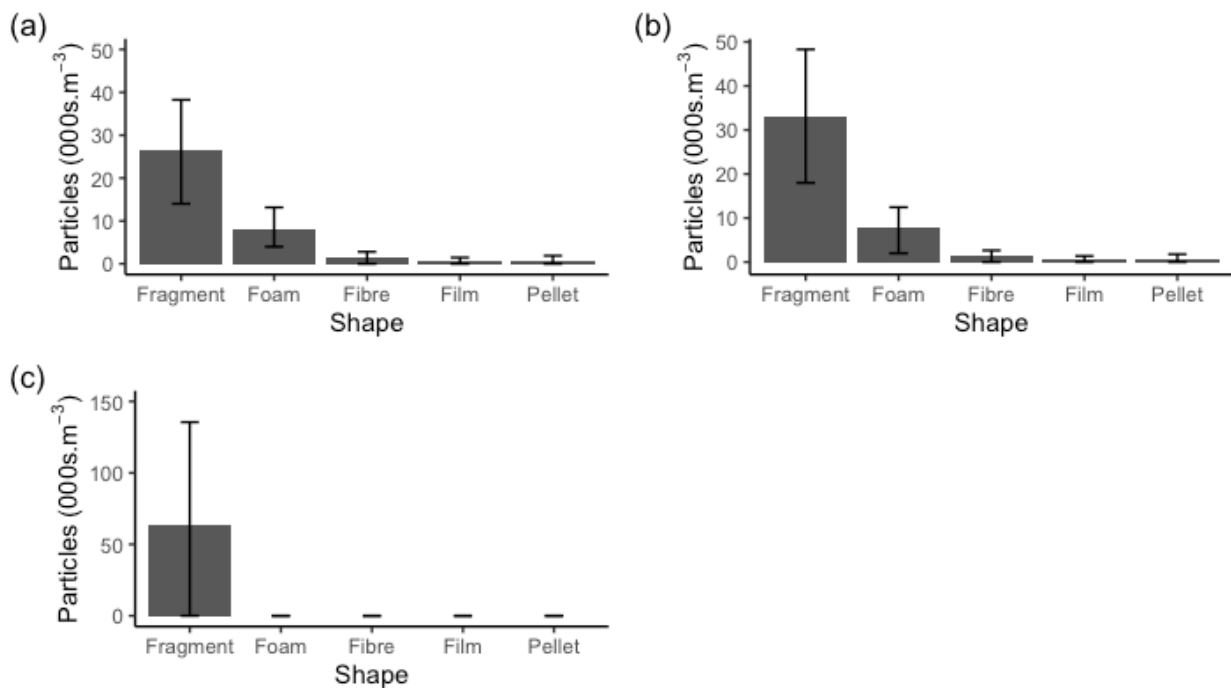 (a)
Particles (000s.m⁻³)
50
40
30
20
10
0
Fragment Foam Fibre Film Pellet
Shape
(b)
Particles (000s.m⁻³)
50
40
30
20
10
0
Fragment Foam Fibre Film Pellet
Shape
(c)
Particles (000s.m⁻³)
150
100
50
0
Fragment Foam Fibre Film Pellet
Shape